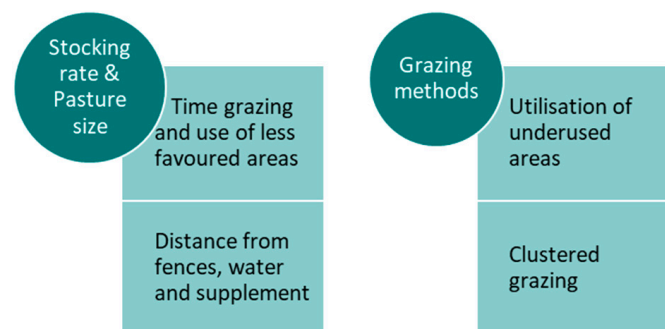 Stocking
rate &
Pasture
size
Time grazing
and use of less
favoured areas
Distance from
fences, water
and supplement
Grazing
methods
Utilisation of
underused
areas
Clustered
grazing